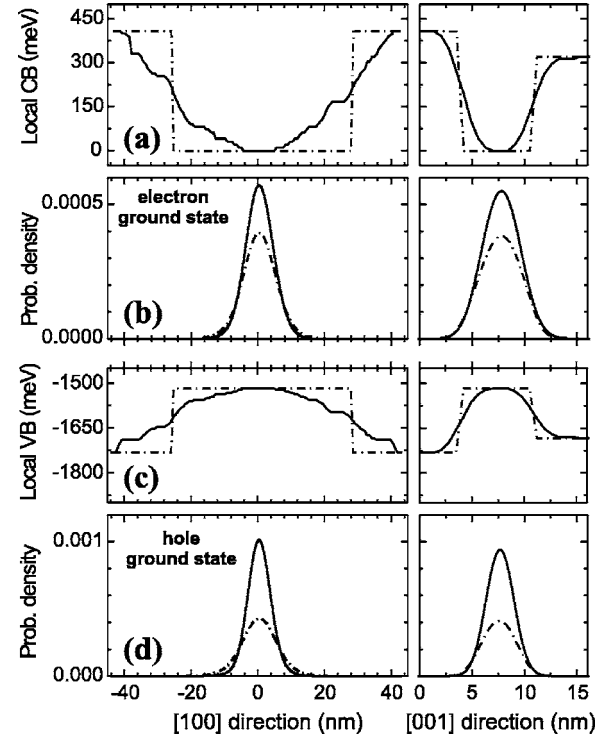 450
300
150
0
Local CB (meV)
(a)
0.0005
0.0000
Prob. density
electron
ground state
(b)
-1500
-1650
-1800
Local VB (meV)
(c)
0.001
0.000
Prob. density
hole
ground state
(d)
-40 -20 0 20 40
0 5 10 15
[100] direction (nm)
[001] direction (nm)